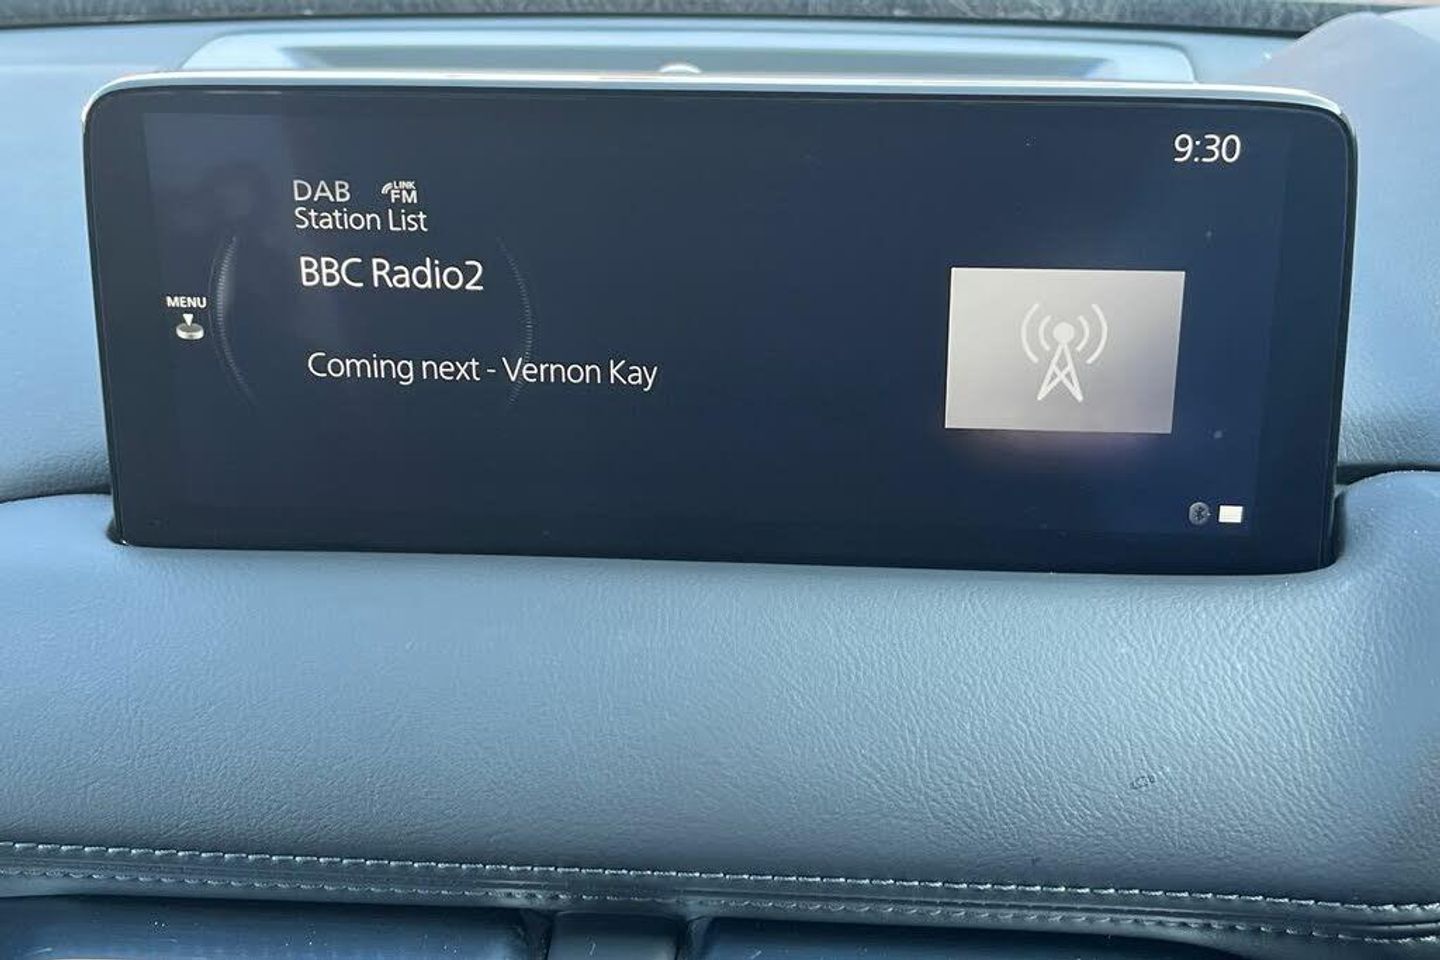 9:30
DAB LINK FM
Station List
BBC Radio2
MENU
Coming next - Vernon Kay